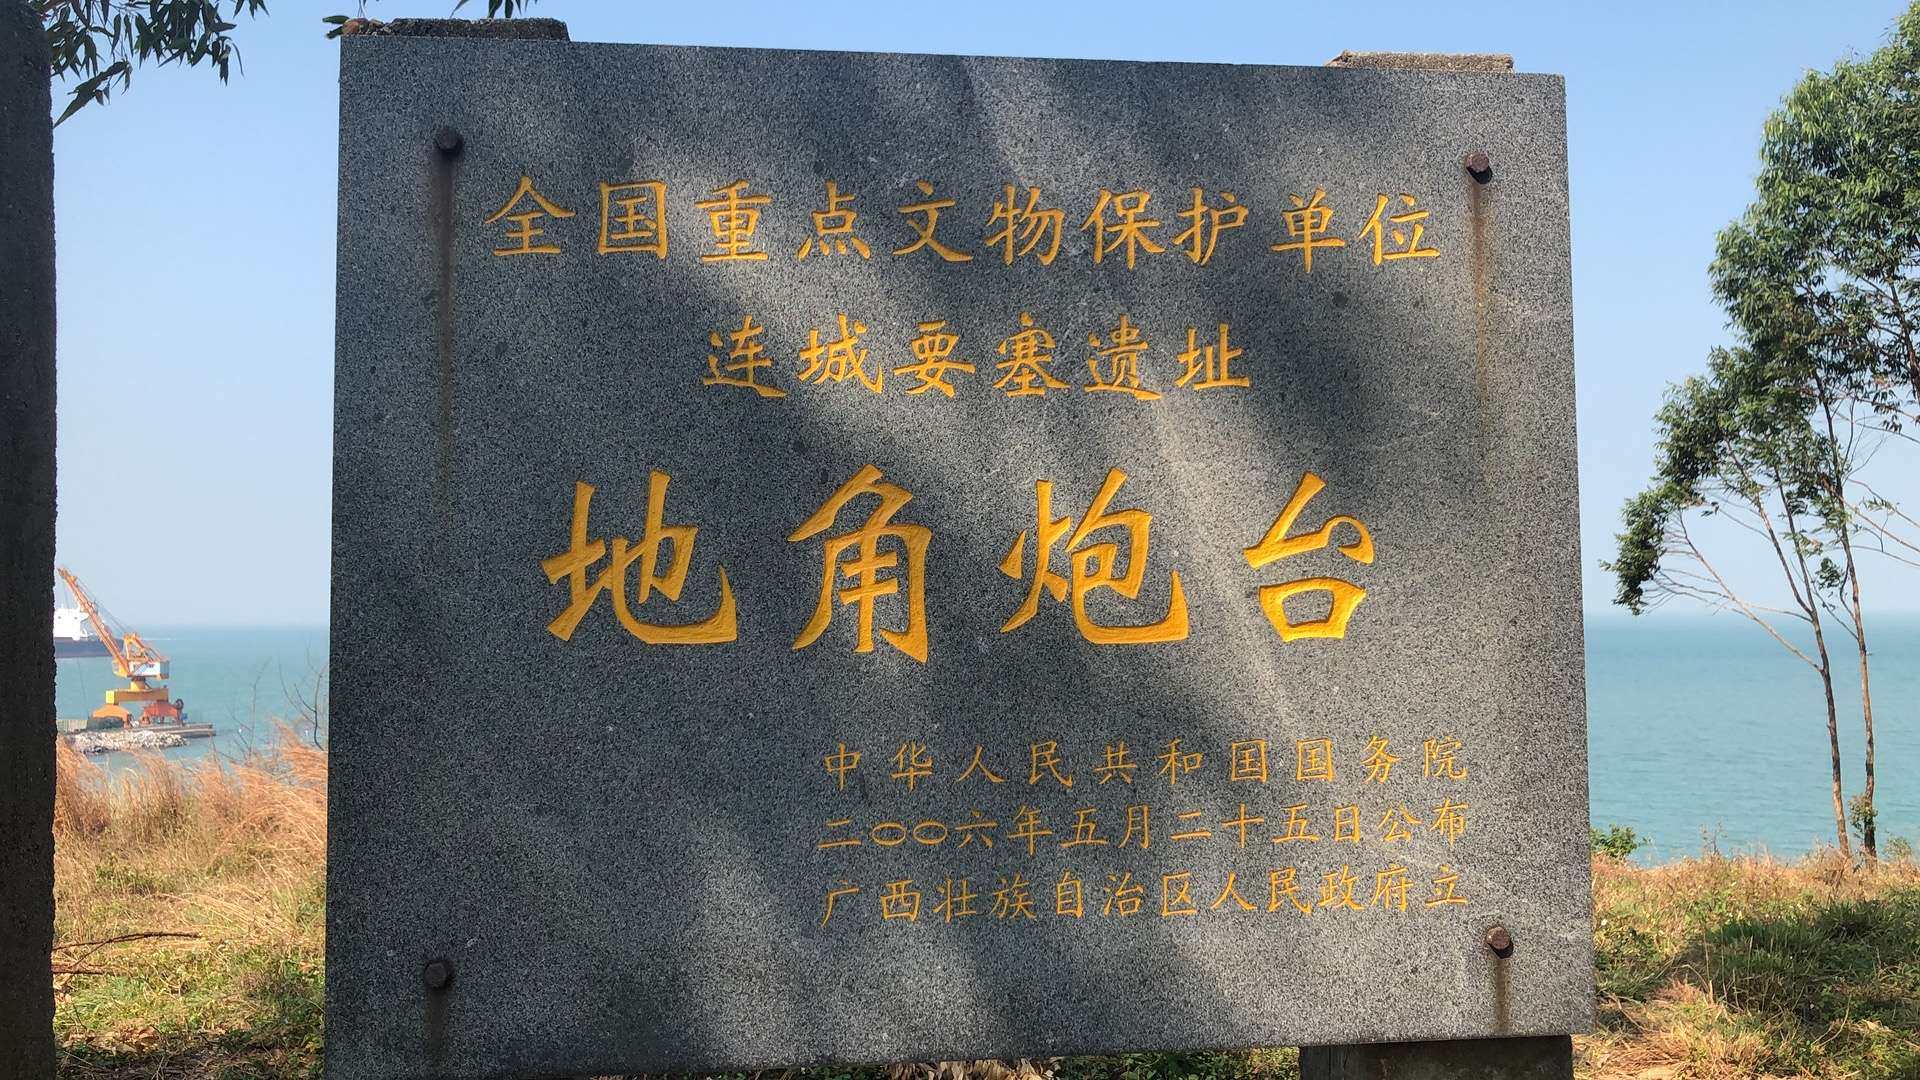 全国重点文物保护单位
连城要塞遗址
地角炮台
中华人民共和国国务院
二〇〇六年五月二十五日公布
广西壮族自治区人民政府立